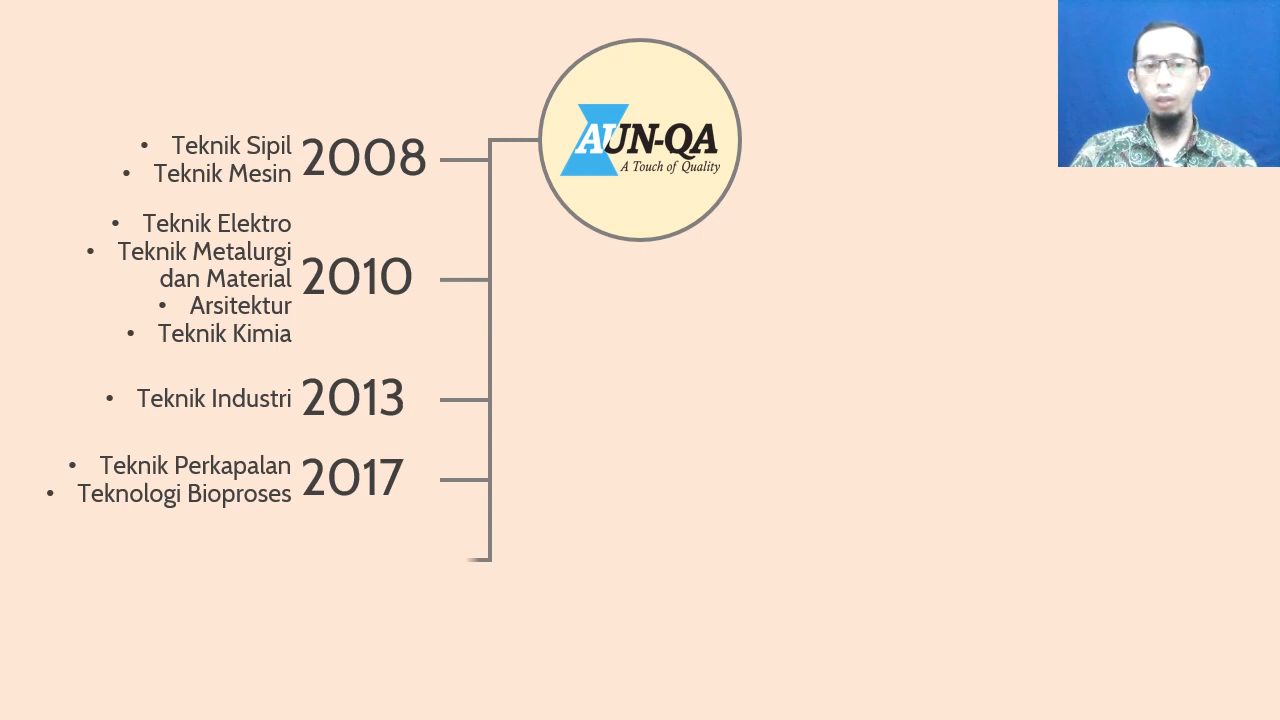 AUN-QA
A Touch of Quality
• Teknik Sipil
• Teknik Mesin
2008
• Teknik Elektro
• Teknik Metalurgi
dan Material
• Arsitektur
• Teknik Kimia
2010
• Teknik Industri
2013
• Teknik Perkapalan
• Teknologi Bioproses
2017